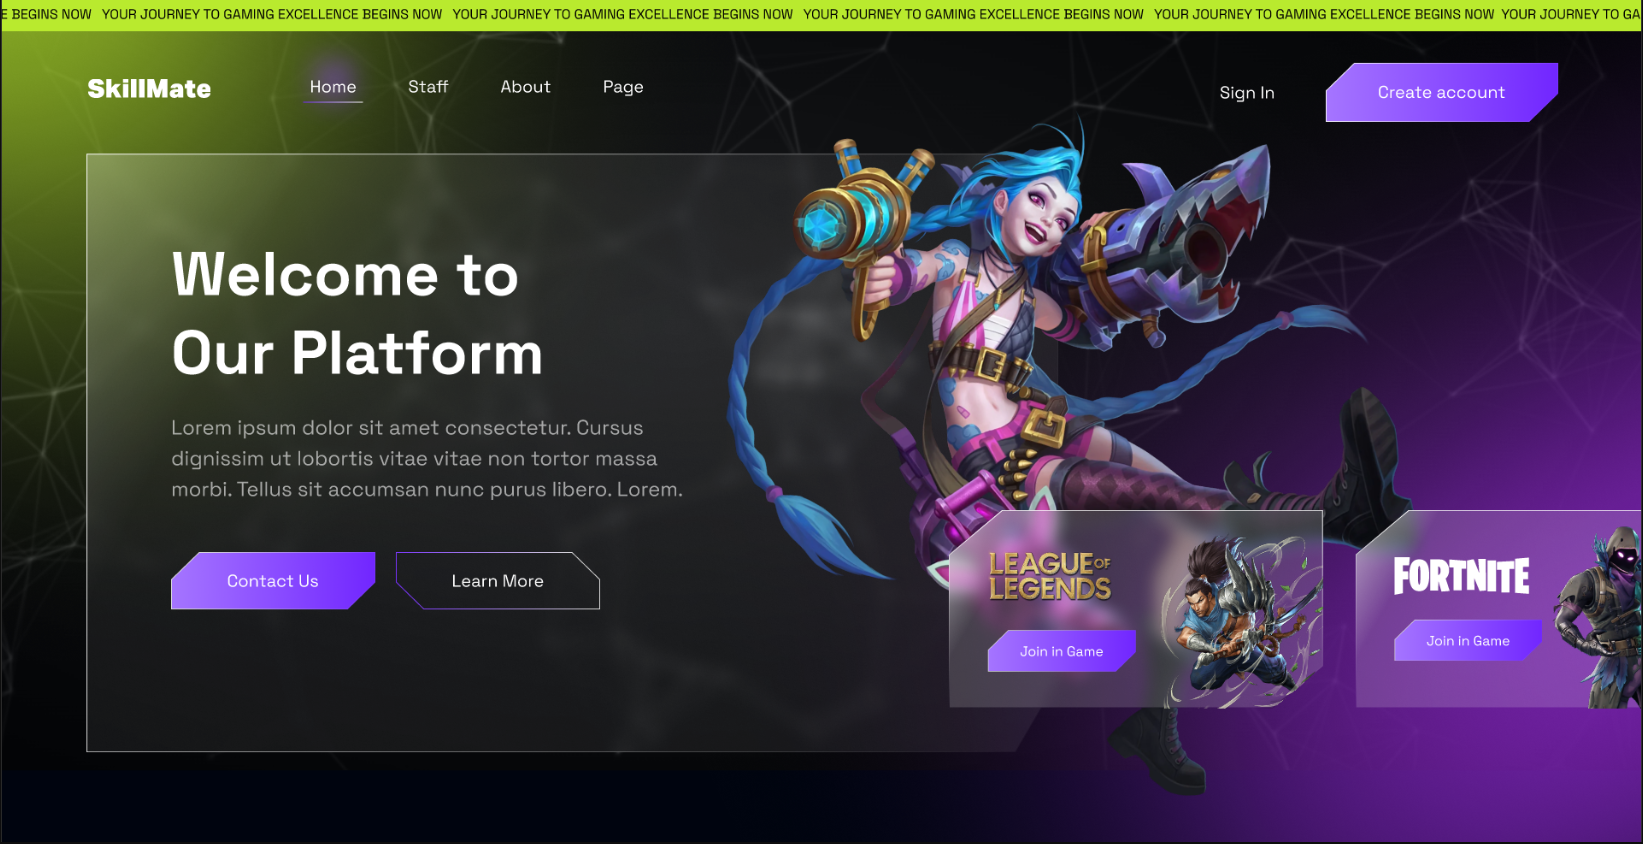 E BEGINS NOW YOUR JOURNEY TO GAMING EXCELLENCE BEGINS NOW YOUR JOURNEY TO GAMING EXCELLENCE BEGINS NOW YOUR JOURNEY TO GAMING EXCELLENCE BEGINS NOW YOUR JOURNEY TO GAMING EXCELLENCE BEGINS NOW YOUR JOURNEY TO GA
SkillMate
Home
Staff
About
Page
Sign In
Create account
Welcome to
Our Platform
Lorem ipsum dolor sit amet consectetur. Cursus
dignissim ut lobortis vitae vitae non tortor massa
morbi. Tellus sit accumsan nunc purus libero. Lorem.
Contact Us
Learn More
LEAGUE OF
LEGENDS
Join in Game
FORTNITE
Join in Game